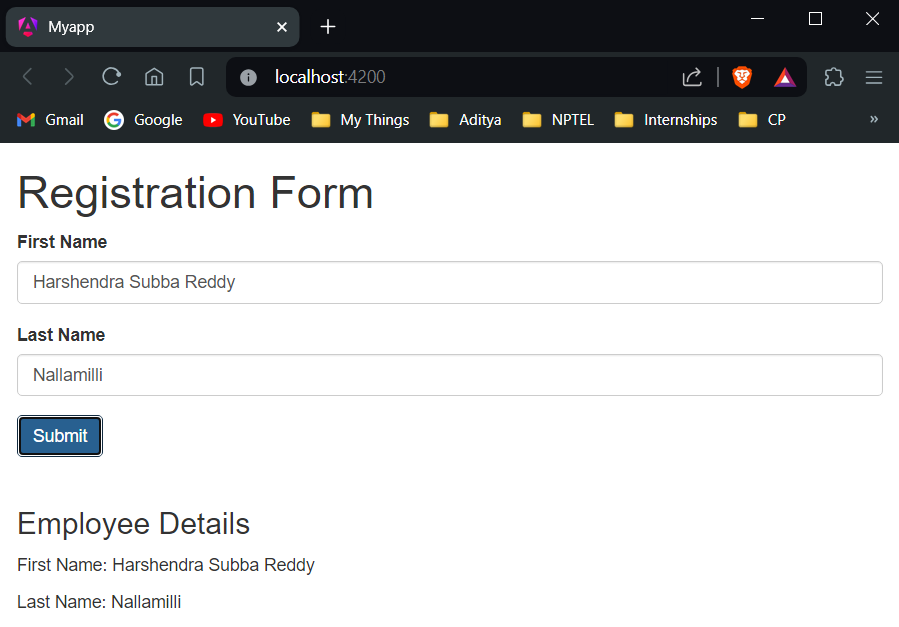 Myapp
localhost:4200
Gmail Google YouTube My Things Aditya NPTEL Internships CP »
Registration Form
First Name
Harshendra Subba Reddy
Last Name
Nallamilli
Submit
Employee Details
First Name: Harshendra Subba Reddy
Last Name: Nallamilli